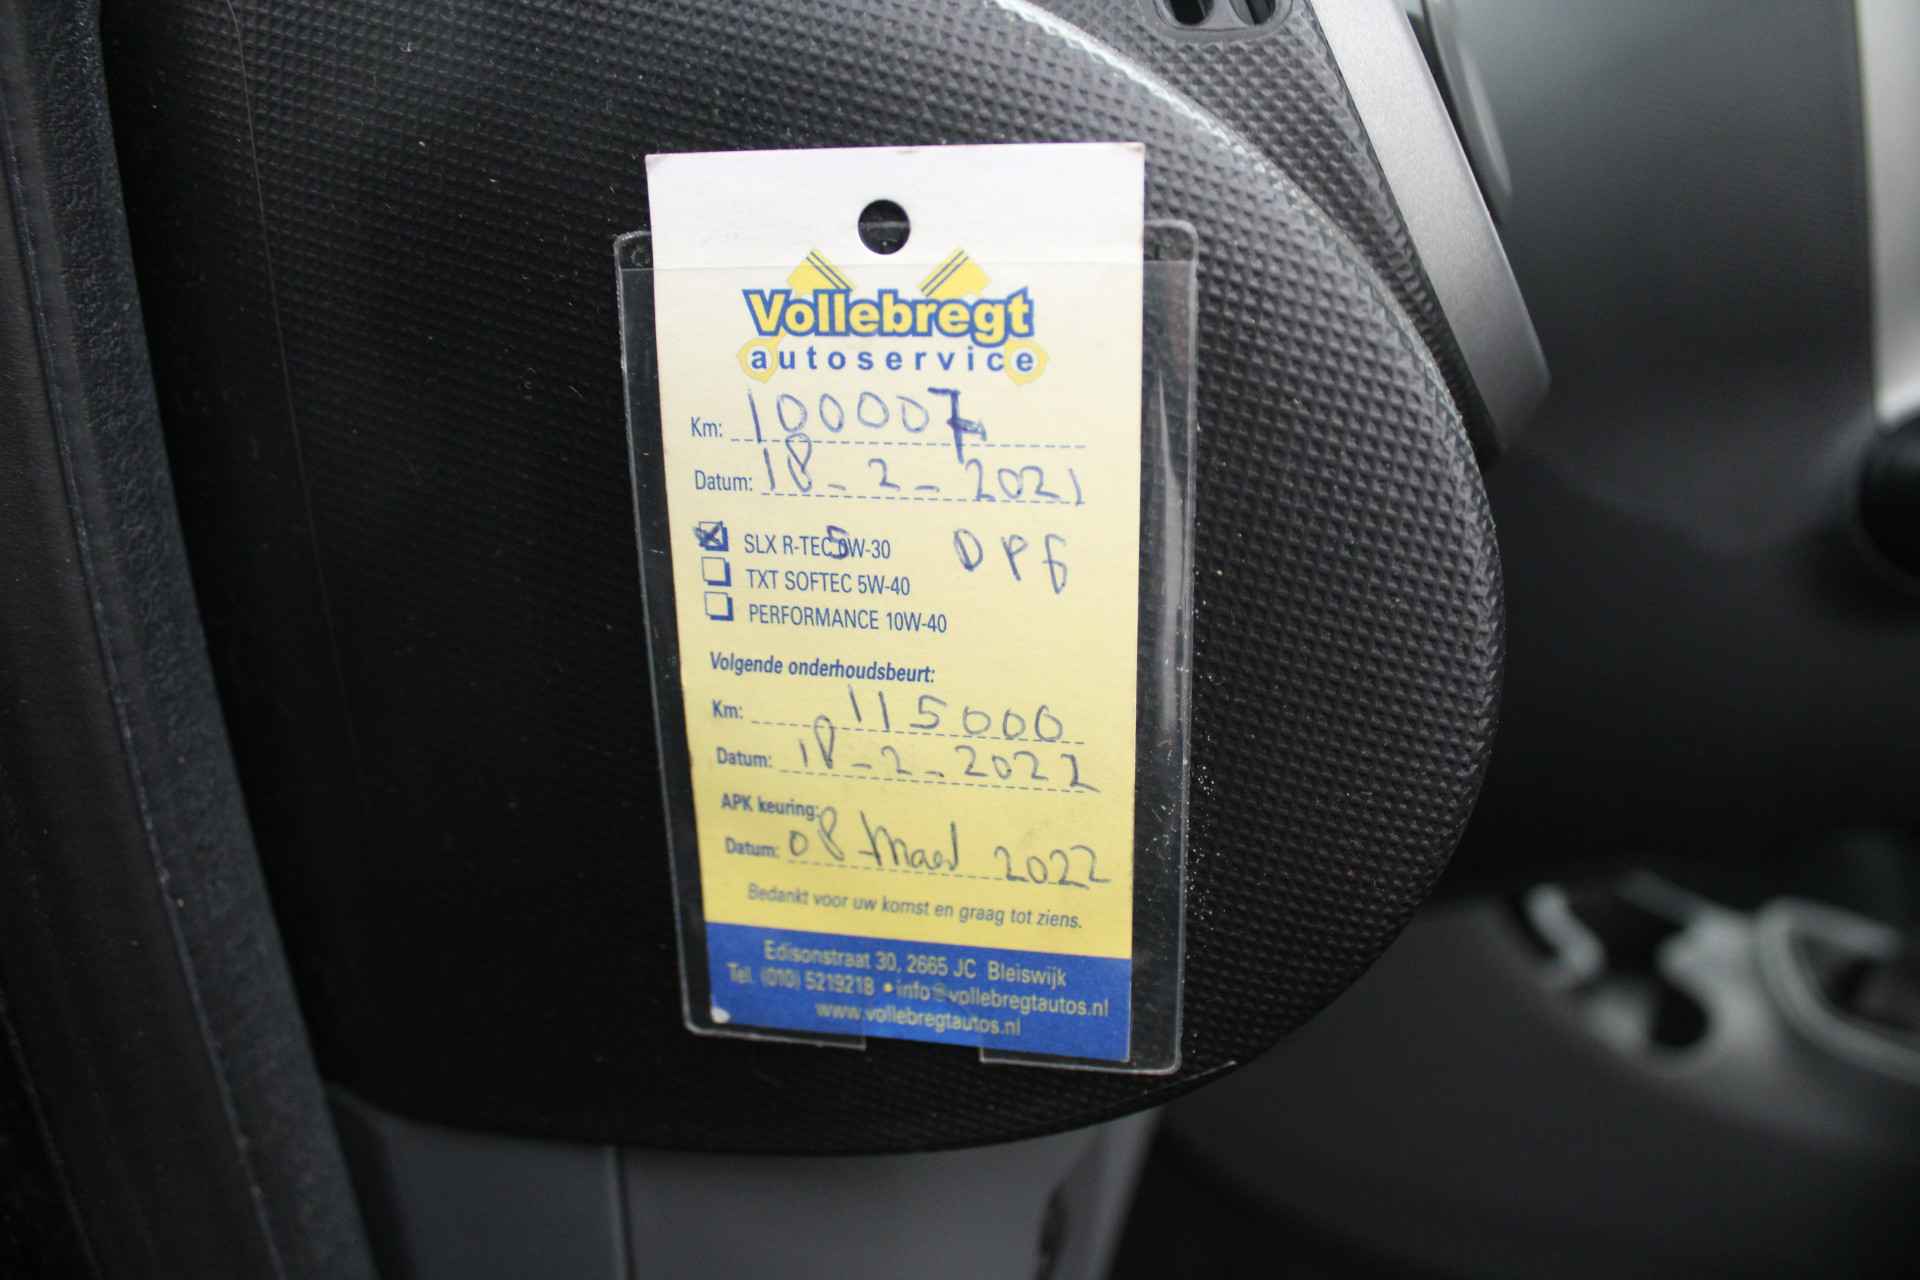 Vollebregt
autoservice
Km: 100007
Datum: 18-2-2021
SLX R-TEC 5W-30 DPF
TXT SOFTEC 5W-40
PERFORMANCE 10W-40
Volgende onderhoudsbeurt:
Km: 115000
Datum: 18-2-2022
APK keuring:
Datum: 08 2022
Bedankt voor uw komst en graag tot ziens.
Edisonstraat 30, 2665 JC Bleiswijk
Tel. (010) 5219218 • info@vollebregtautos.nl
www.vollebregtautos.nl